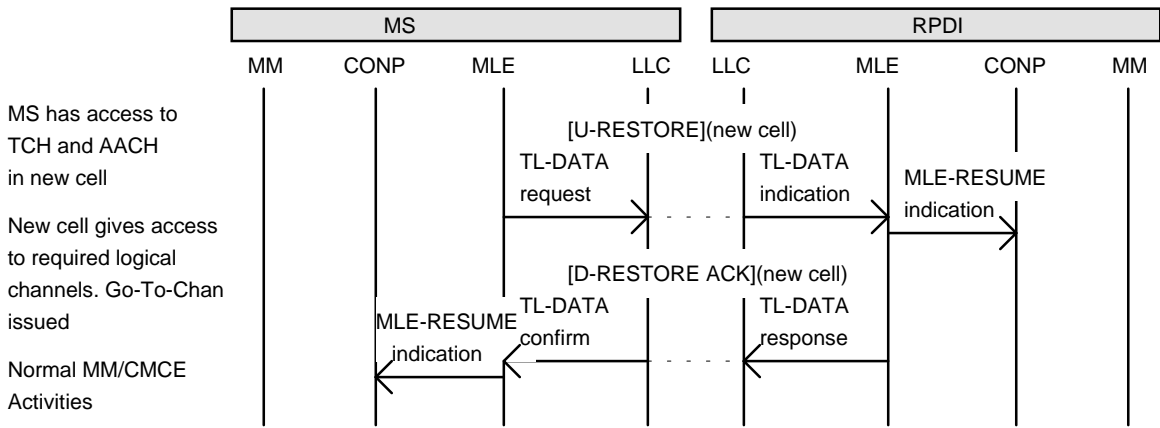 MS
RPDI
MM CONP MLE LLC LLC MLE CONP MM
MS has access to
TCH and AACH
in new cell
[U-RESTORE](new cell)
TL-DATA
request
TL-DATA
indication
MLE-RESUME
indication
New cell gives access
to required logical
channels. Go-To-Chan
issued
[D-RESTORE ACK](new cell)
MLE-RESUME
indication
TL-DATA
confirm
TL-DATA
response
Normal MM/CMCE
Activities